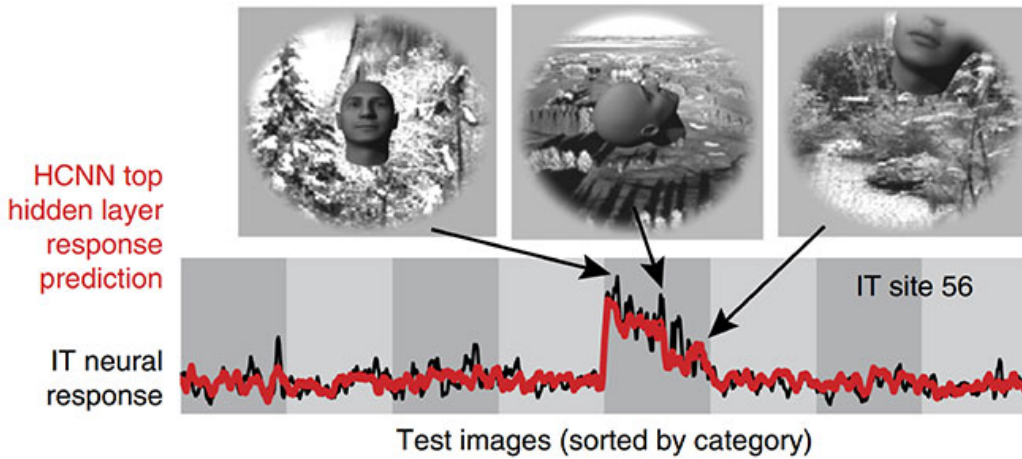 HCNN top
hidden layer
response
prediction
IT site 56
IT neural
response
Test images (sorted by category)